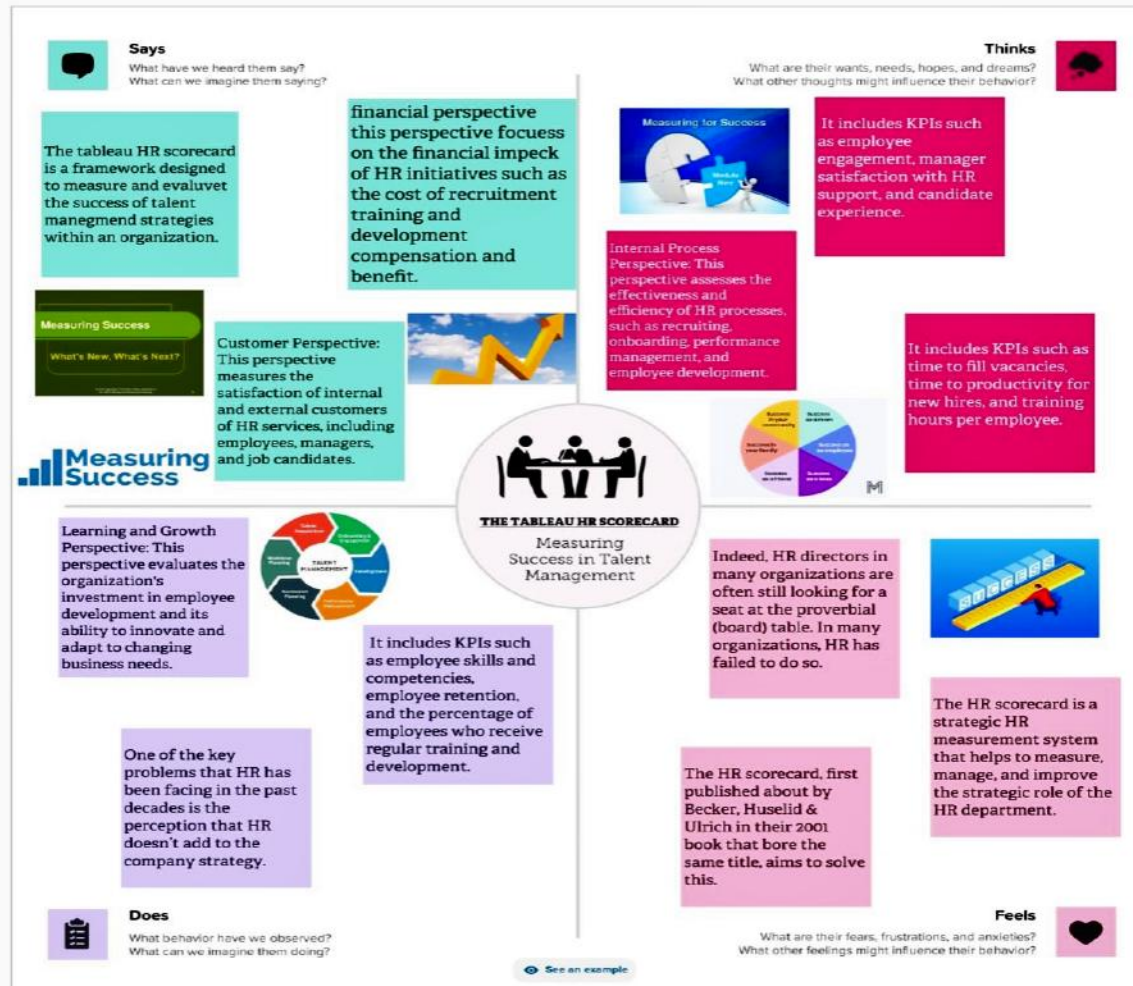 Says
What have we heard them say?
What can we imagine them saying?
Thinks
What are their wants, needs, hopes, and dreams?
What other thoughts might influence their behavior?
The tableau HR scorecard
is a framework designed
to measure and evaluvet
the success of talent
manegmend strategies
within an organization.
financial perspective
this perspective focuess
on the financial impeck
of HR initiatives such as
the cost of recruitment
training and
development
compensation and
benefit.
Measuring for Success
It includes KPIs such
as employee
engagement, manager
satisfaction with HR
support, and candidate
experience.
Internal Process
Perspective: This
perspective assesses the
effectiveness and
efficiency of HR processes,
such as recruiting,
onboarding, performance
management, and
employee development.
Measuring Success
What's New, What's Next?
Customer Perspective:
This perspective
measures the
satisfaction of internal
and external customers
of HR services, including
employees, managers,
and job candidates.
It includes KPIs such as
time to fill vacancies,
time to productivity for
new hires, and training
hours per employee.
Measuring
Success
M
THE TABLEAU HR SCORECARD
Measuring
Success in Talent
Management
Learning and Growth
Perspective: This
perspective evaluates the
organization's
investment in employee
development and its
ability to innovate and
adapt to changing
business needs.
TALENT
MANAGEMENT
It includes KPIs such
as employee skills and
competencies,
employee retention,
and the percentage of
employees who receive
regular training and
development.
One of the key
problems that HR has
been facing in the past
decades is the
perception that HR
doesn't add to the
company strategy.
Indeed, HR directors in
many organizations are
often still looking for a
seat at the proverbial
(board) table. In many
organizations, HR has
failed to do so.
SUCCESS
The HR scorecard is a
strategic HR
measurement system
that helps to measure,
manage, and improve
the strategic role of the
HR department.
The HR scorecard, first
published about by
Becker, Huselid &
Ulrich in their 2001
book that bore the
same title, aims to solve
this.
Does
What behavior have we observed?
What can we imagine them doing?
Feels
What are their fears, frustrations, and anxieties?
What other feelings might influence their behavior?
See an example